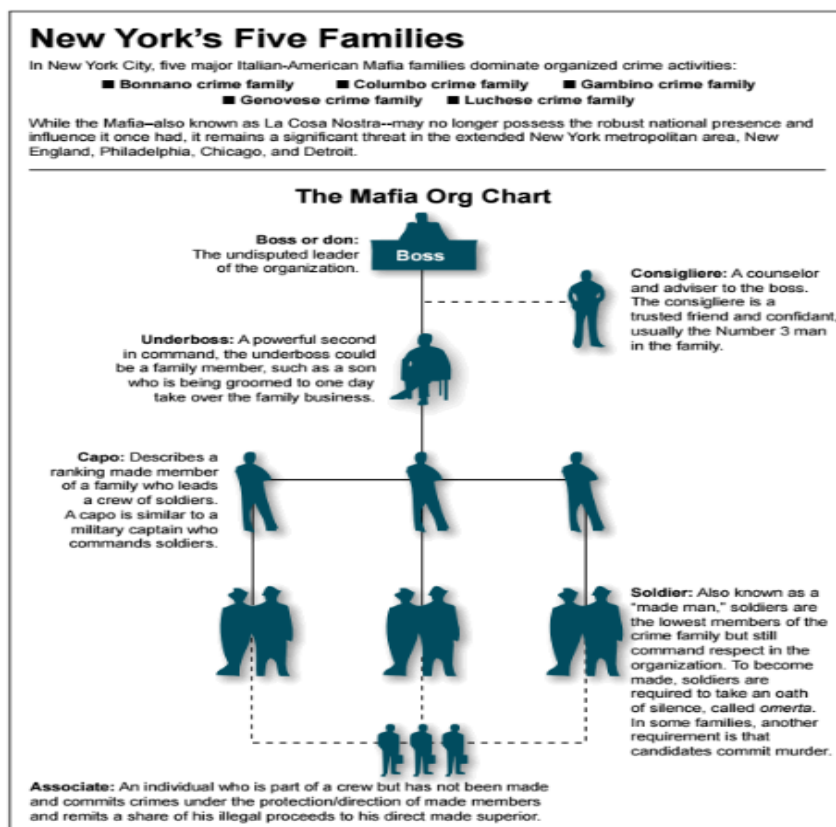 New York's Five Families
In New York City, five major Italian-American Mafia families dominate organized crime activities:
■ Bonnano crime family ■ Columbo crime family ■ Gambino crime family
■ Genovese crime family ■ Luchese crime family
While the Mafia--also known as La Cosa Nostra--may no longer possess the robust national presence and
influence it once had, it remains a significant threat in the extended New York metropolitan area, New
England, Philadelphia, Chicago, and Detroit.
The Mafia Org Chart
Boss or don:
The undisputed leader
of the organization.
Boss
Consigliere: A counselor
and adviser to the boss.
The consigliere is a
trusted friend and confidant,
usually the Number 3 man
in the family.
Underboss: A powerful second
in command, the underboss could
be a family member, such as a son
who is being groomed to one day
take over the family business.
Capo: Describes a
ranking made member
of a family who leads
a crew of soldiers.
A capo is similar to a
military captain who
commands soldiers.
Soldier: Also known as a
"made man," soldiers are
the lowest members of the
crime family but still
command respect in the
organization. To become
made, soldiers are
required to take an oath
of silence, called omerta.
In some families, another
requirement is that
candidates commit murder.
Associate: An individual who is part of a crew but has not been made
and commits crimes under the protection/direction of made members
and remits a share of his illegal proceeds to his direct made superior.